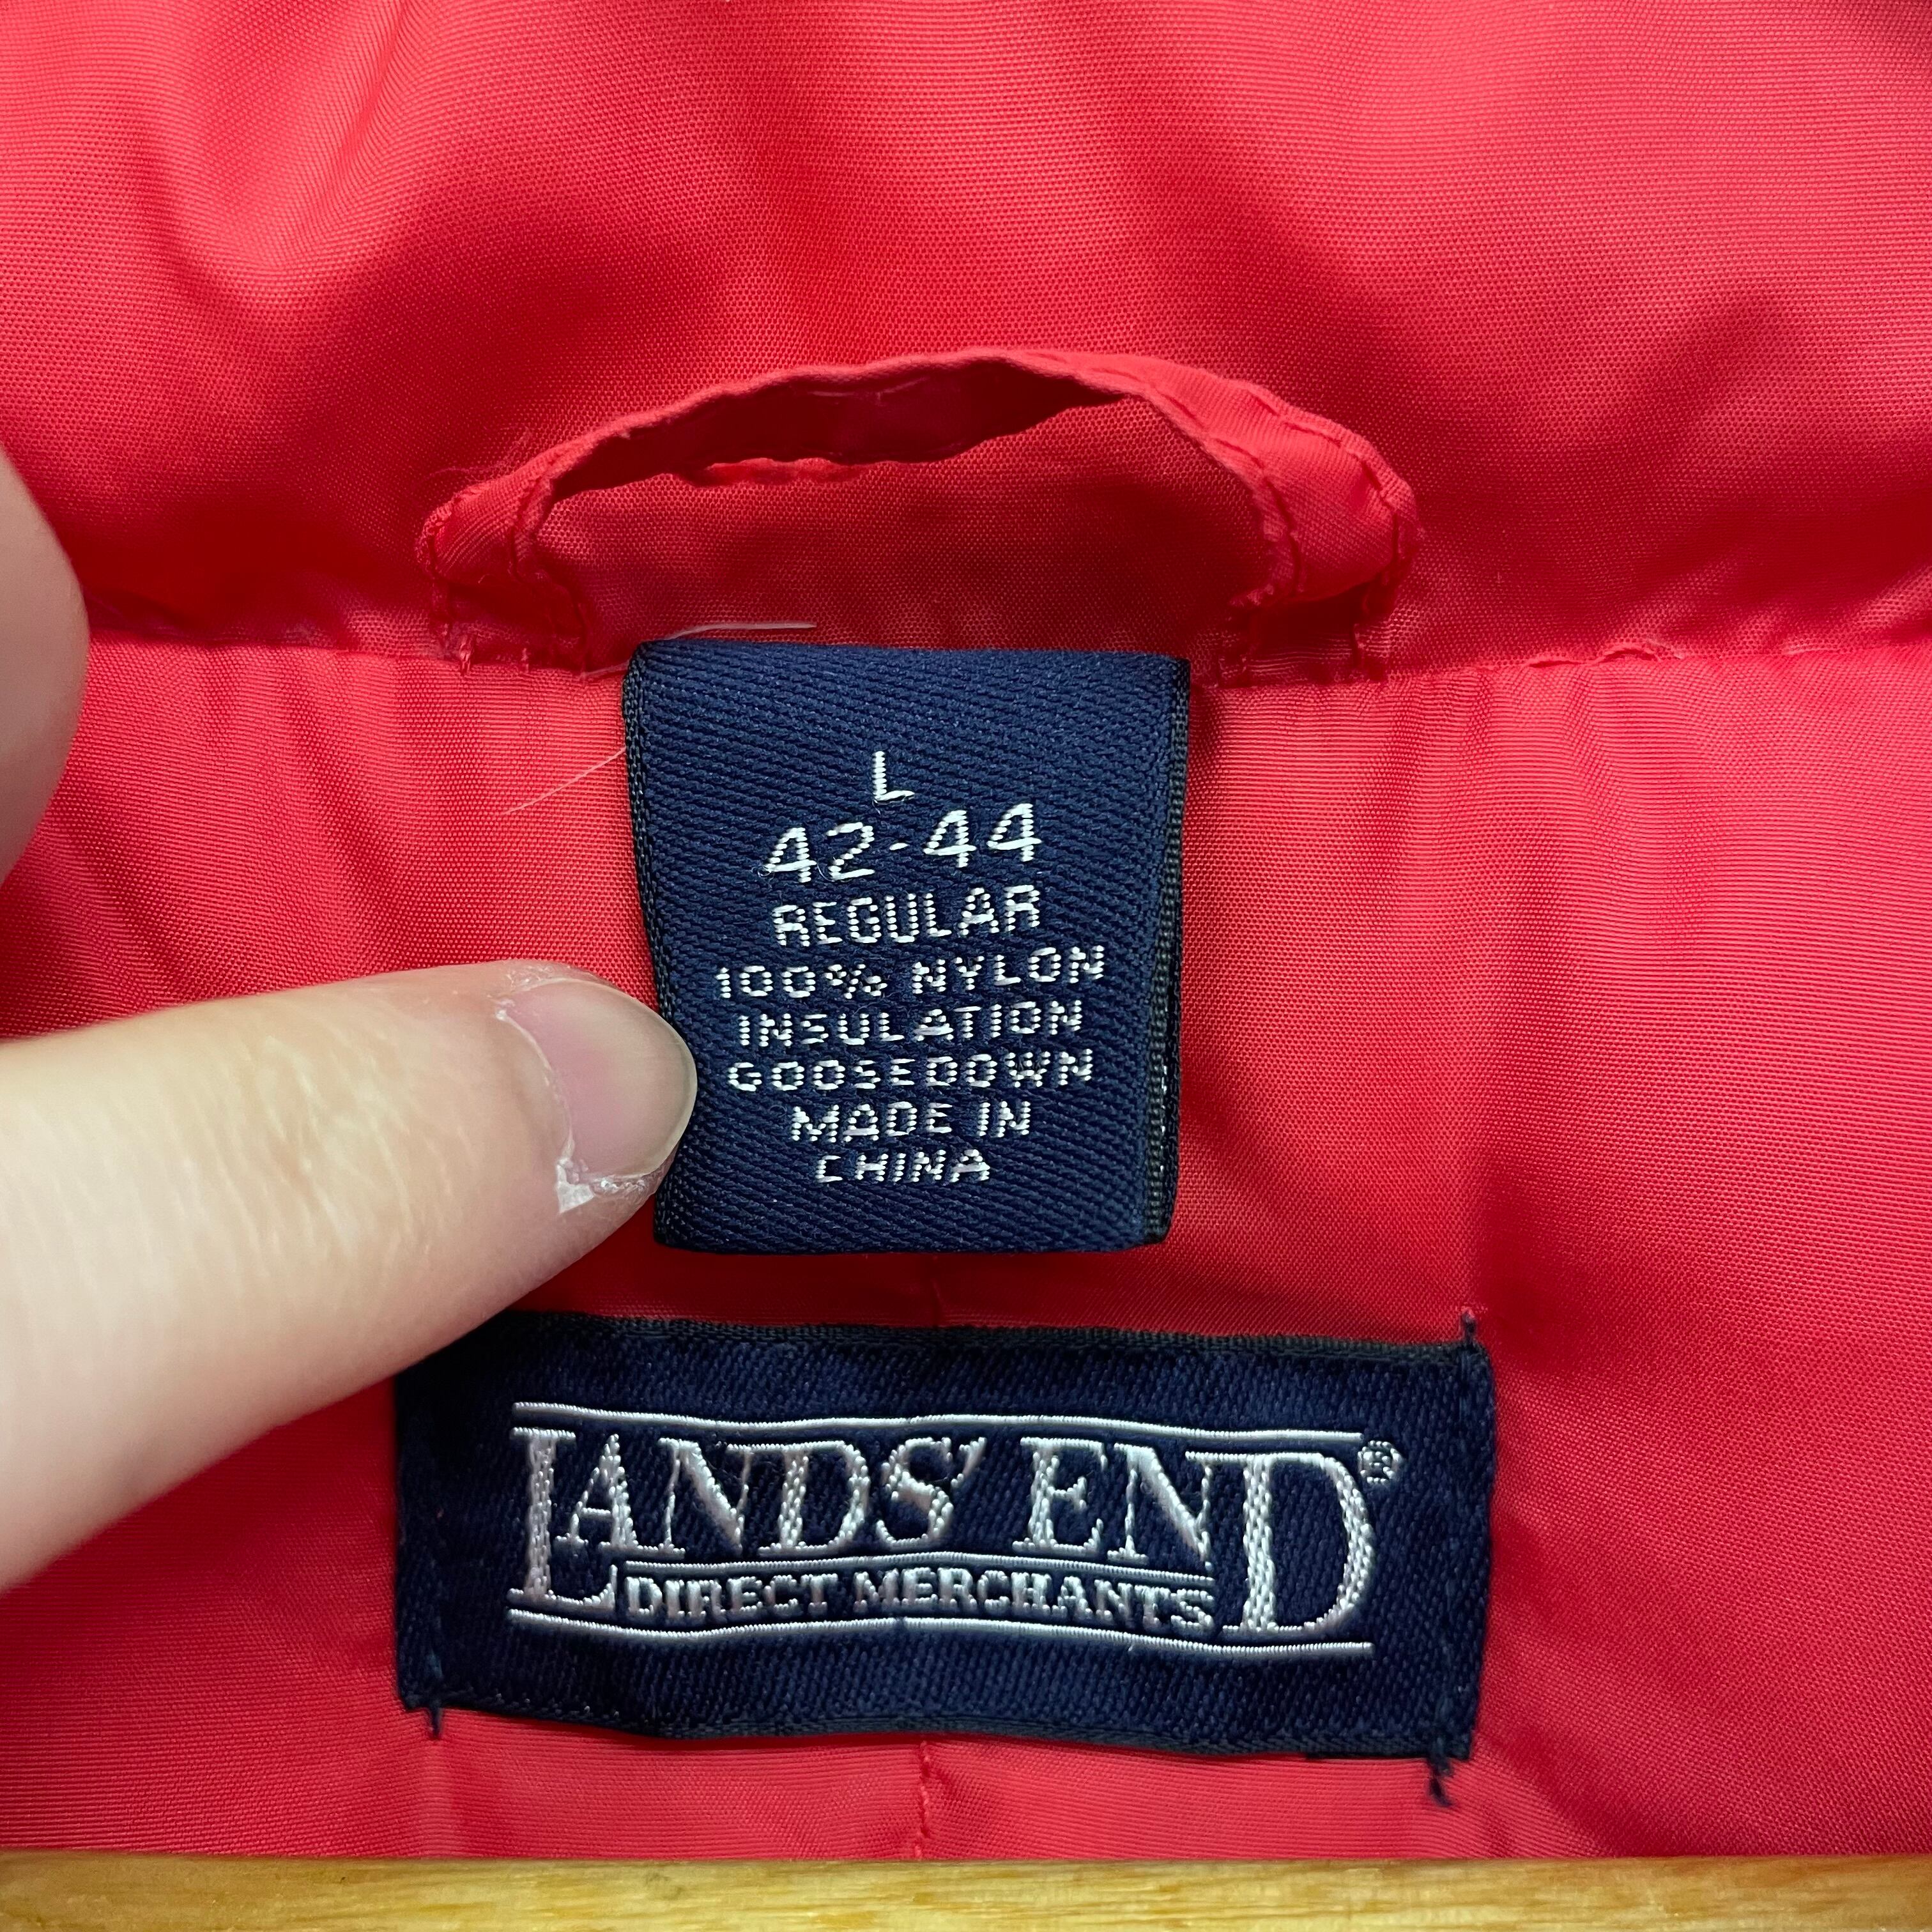 L
42-44
REGULAR
100% NYLON
INSULATION
GOOSEDOWN
MADE IN
CHINA
LANDS' END®
DIRECT MERCHANTS